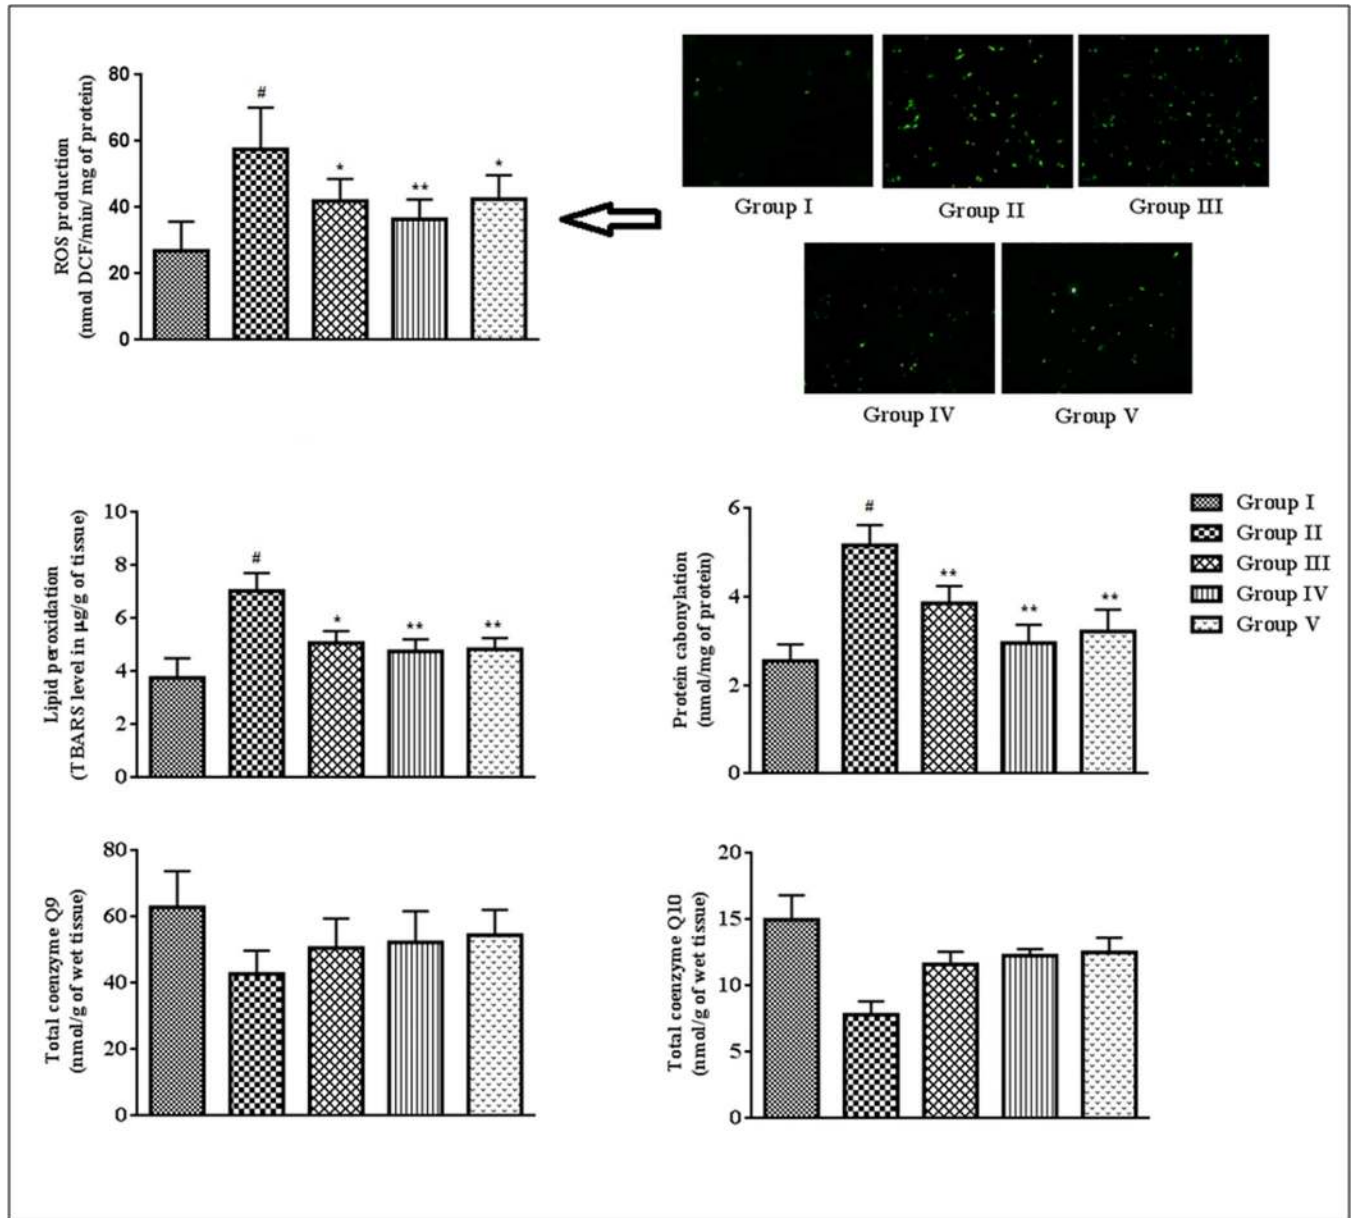 80
60
40
20
0
ROS production
(nmol DCF/min/ mg of protein)
#
*
**
*
Group I
Group II
Group III
Group IV
Group V
10
8
6
4
2
0
Lipid peroxidation
(TBARS level in µg/g of tissue)
#
*
**
**
6
4
2
0
Protein cabonylation
(nmol/mg of protein)
#
**
**
**
Group I
Group II
Group III
Group IV
Group V
80
60
40
20
0
Total coenzyme Q9
(nmol/g of wet tissue)
20
15
10
5
0
Total coenzyme Q10
(nmol/g of wet tissue)